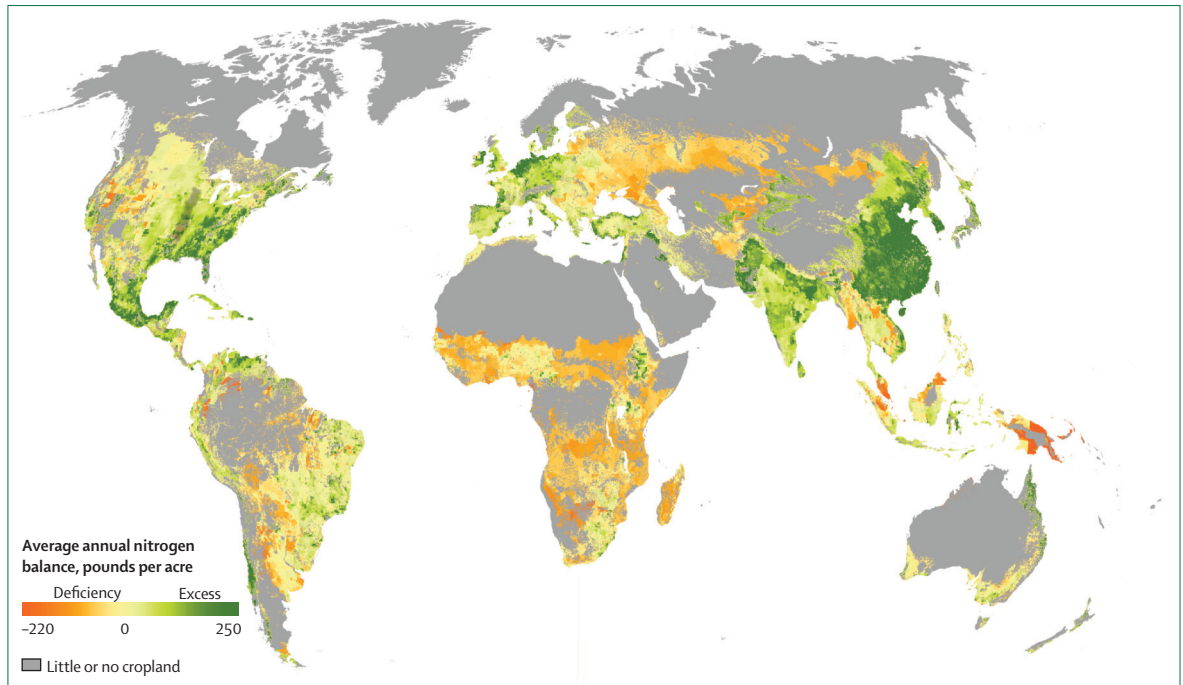 Average annual nitrogen
balance, pounds per acre
Deficiency Excess
–220 0 250
Little or no cropland